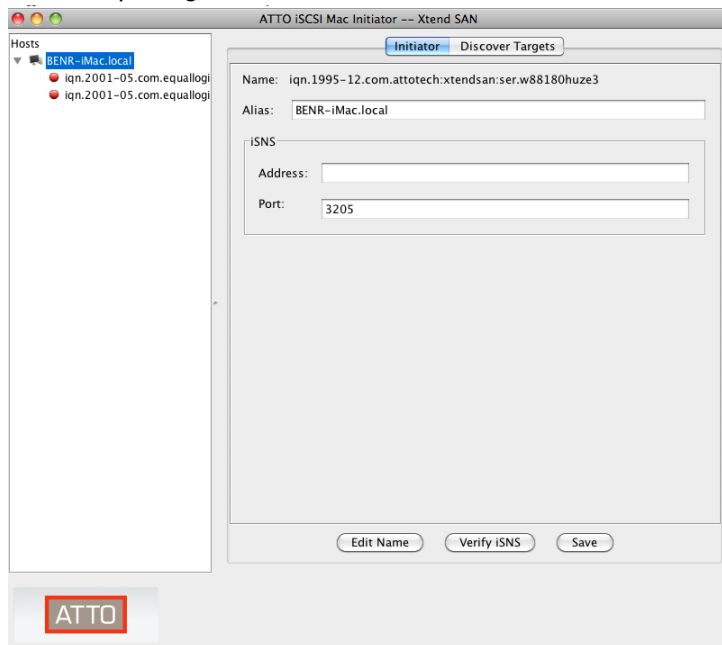 ATTO iSCSI Mac Initiator -- Xtend SAN
Hosts
BENR-iMac.local
iqn.2001-05.com.equallogi
iqn.2001-05.com.equallogi
Initiator Discover Targets
Name: iqn.1995-12.com.attotech:xtendsan:ser.w88180huze3
Alias: BENR-iMac.local
iSNS
Address:
Port: 3205
Edit Name Verify iSNS Save
ATTO